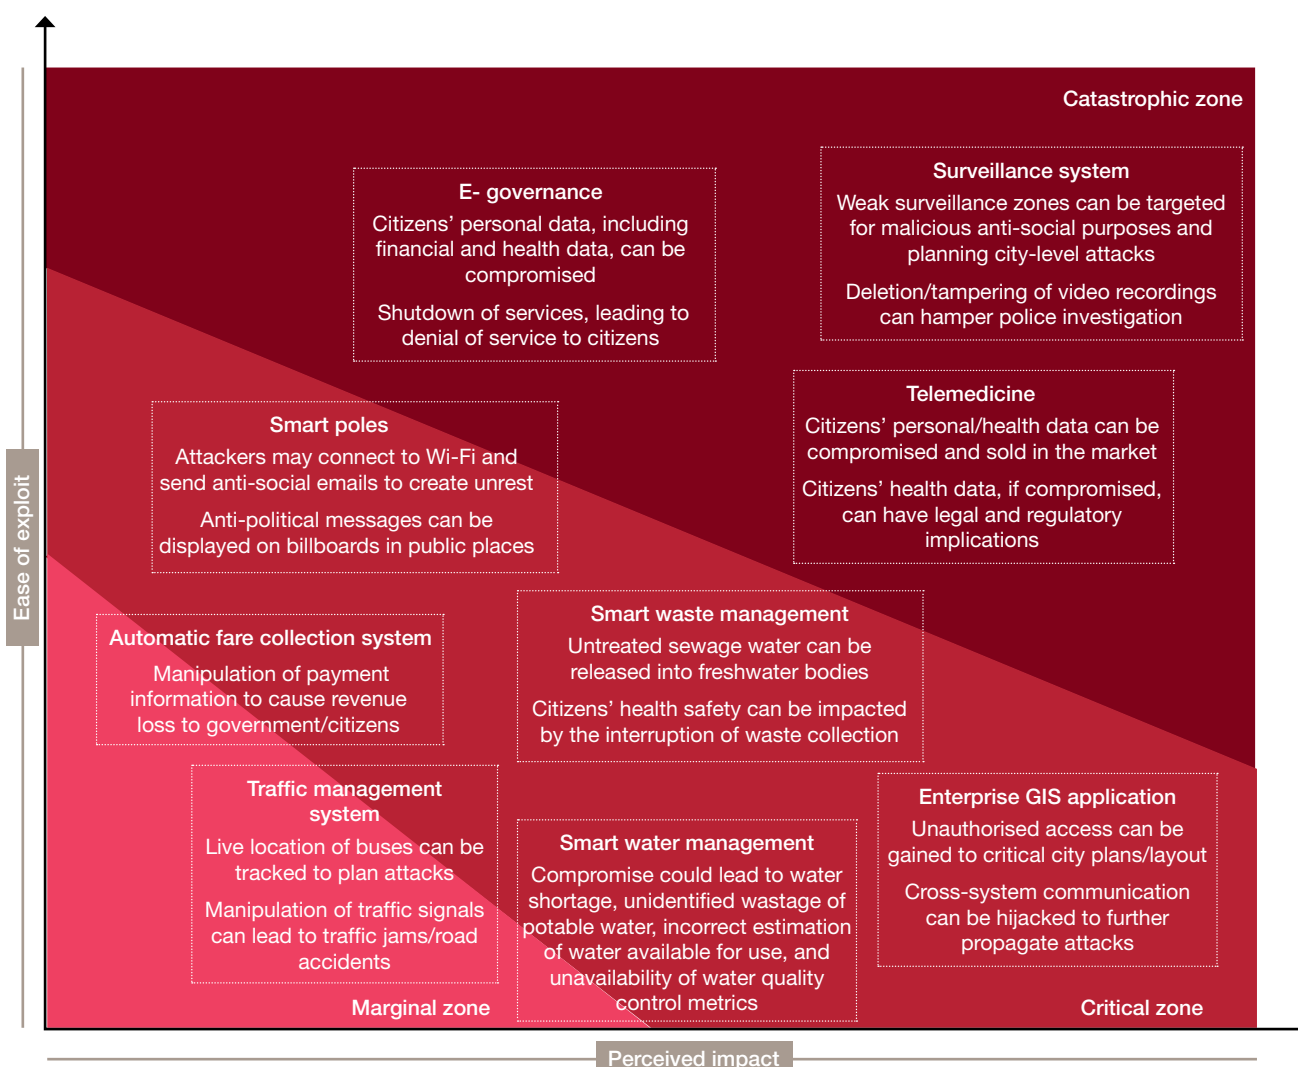 Catastrophic zone
E- governance
Citizens’ personal data, including
financial and health data, can be
compromised
Shutdown of services, leading to
denial of service to citizens
Surveillance system
Weak surveillance zones can be targeted
for malicious anti-social purposes and
planning city-level attacks
Deletion/tampering of video recordings
can hamper police investigation
Smart poles
Attackers may connect to Wi-Fi and
send anti-social emails to create unrest
Anti-political messages can be
displayed on billboards in public places
Telemedicine
Citizens’ personal/health data can be
compromised and sold in the market
Citizens’ health data, if compromised,
can have legal and regulatory
implications
Ease of exploit
Automatic fare collection system
Manipulation of payment
information to cause revenue
loss to government/citizens
Smart waste management
Untreated sewage water can be
released into freshwater bodies
Citizens’ health safety can be impacted
by the interruption of waste collection
Traffic management
system
Live location of buses can be
tracked to plan attacks
Manipulation of traffic signals
can lead to traffic jams/road
accidents
Smart water management
Compromise could lead to water
shortage, unidentified wastage of
potable water, incorrect estimation
of water available for use, and
unavailability of water quality
control metrics
Enterprise GIS application
Unauthorised access can be
gained to critical city plans/layout
Cross-system communication
can be hijacked to further
propagate attacks
Marginal zone
Critical zone
Perceived impact